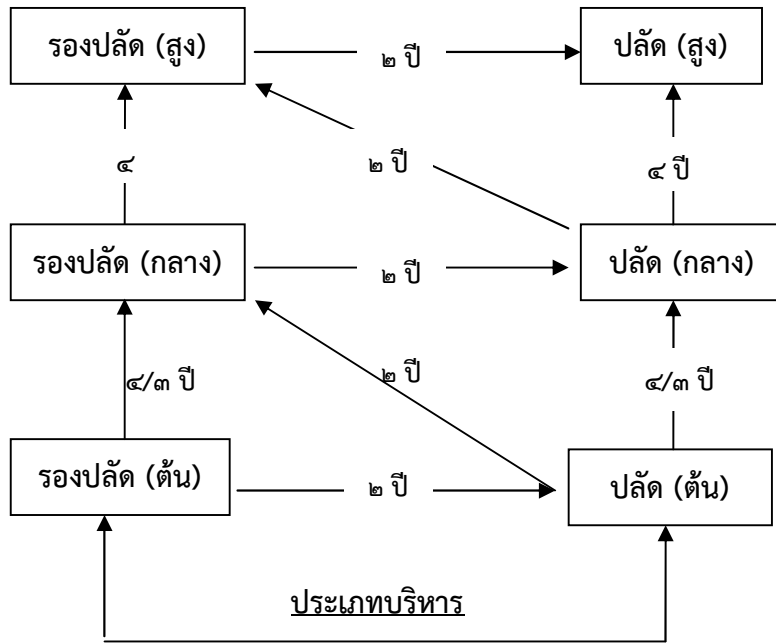 รองปลัด (สูง)
๒ ปี
ปลัด (สูง)
๔
๒ ปี
๔ ปี
รองปลัด (กลาง)
๒ ปี
ปลัด (กลาง)
๔/๓ ปี
๒ ปี
๔/๓ ปี
รองปลัด (ต้น)
๒ ปี
ปลัด (ต้น)
ประเภทบริหาร